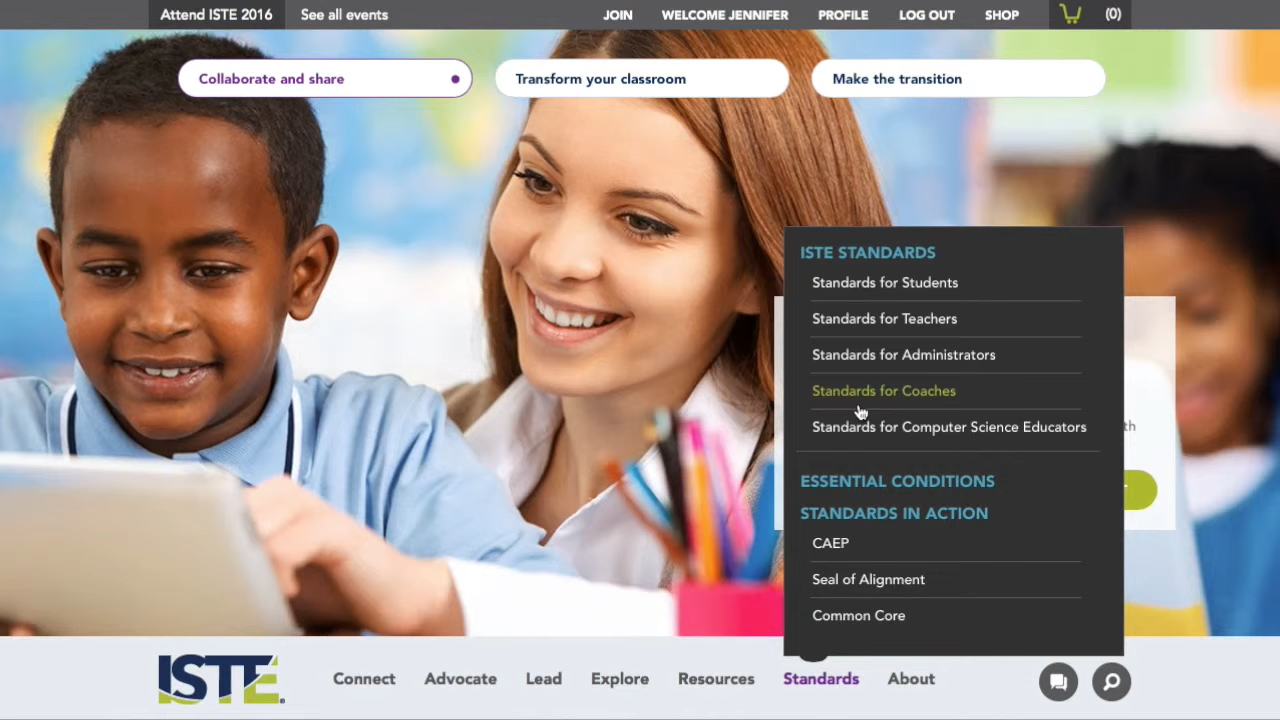 Attend ISTE 2016
See all events
JOIN
WELCOME JENNIFER
PROFILE
LOG OUT
SHOP
(0)
Collaborate and share
Transform your classroom
Make the transition
ISTE STANDARDS
Standards for Students
Standards for Teachers
Standards for Administrators
Standards for Coaches
Standards for Computer Science Educators
ESSENTIAL CONDITIONS
STANDARDS IN ACTION
CAEP
Seal of Alignment
Common Core
ISTE®
Connect
Advocate
Lead
Explore
Resources
Standards
About